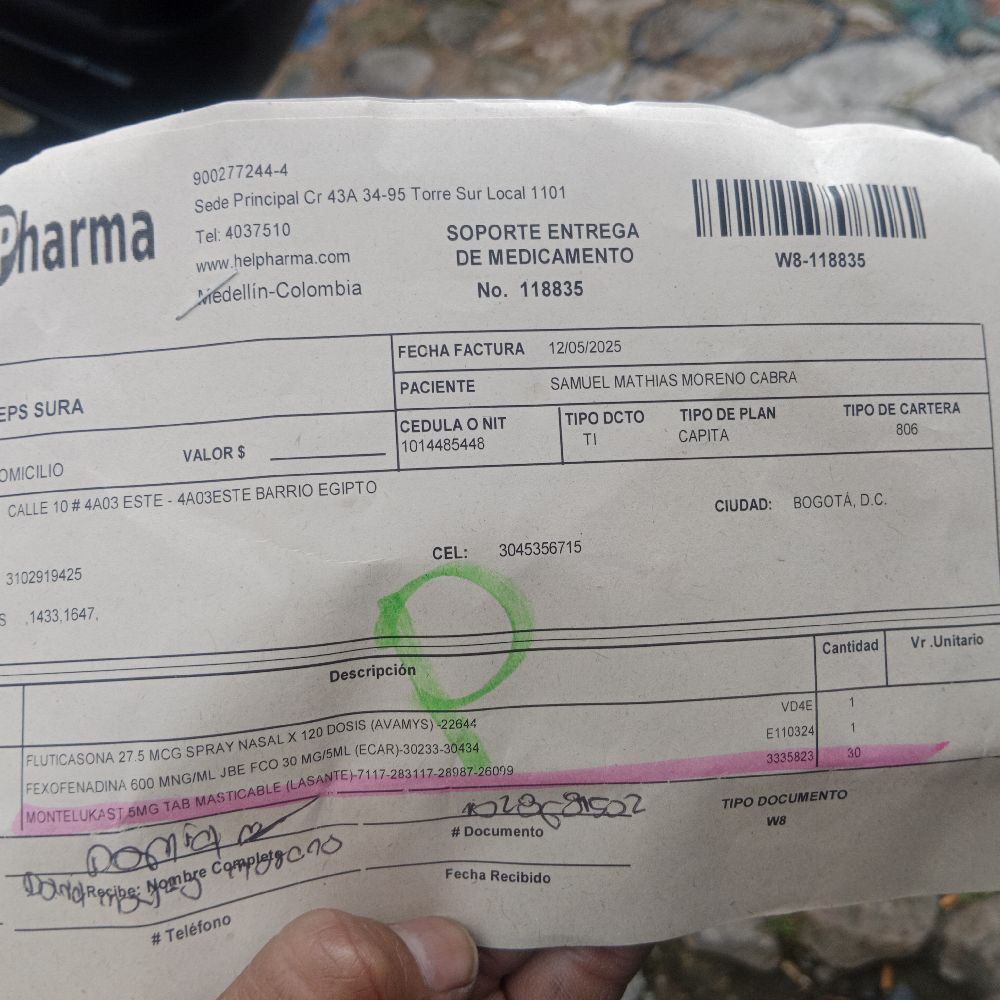 Pharma
900277244-4
Sede Principal Cr 43A 34-95 Torre Sur Local 1101
Tel: 4037510
www.helpharma.com
Medellín-Colombia
SOPORTE ENTREGA
DE MEDICAMENTO
No. 118835
W8-118835
EPS SURA
FECHA FACTURA 12/05/2025
PACIENTE SAMUEL MATHIAS MORENO CABRA
CEDULA O NIT TIPO DCTO TIPO DE PLAN TIPO DE CARTERA
1014485448 TI CAPITA 806
OMICILIO VALOR $
CALLE 10 # 4A03 ESTE - 4A03ESTE BARRIO EGIPTO
CIUDAD: BOGOTÁ, D.C.
CEL: 3045356715
3102919425
S ,1433,1647,
Descripción Cantidad Vr .Unitario
FLUTICASONA 27.5 MCG SPRAY NASAL X 120 DOSIS (AVAMYS) -22644 VD4E 1
FEXOFENADINA 600 MNG/ML JBE FCO 30 MG/5ML (ECAR)-30233-30434 E110324 1
MONTELUKAST 5MG TAB MASTICABLE (LASANTE)-7117-283117-28987-26099 3335823 30
# Documento
TIPO DOCUMENTO
W8
Recibe: Nombre Completo
Fecha Recibido
# Teléfono